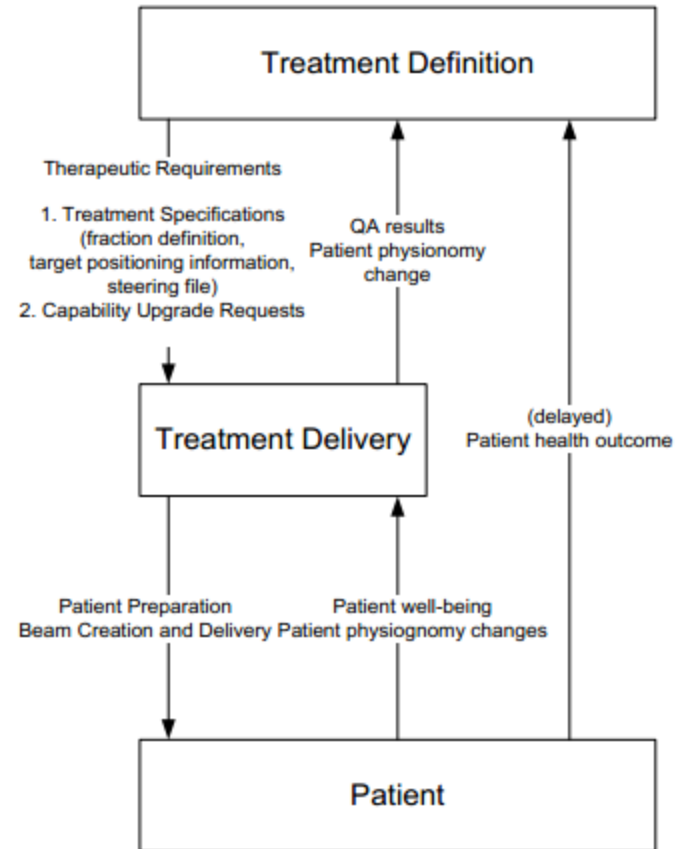 Treatment Definition
Therapeutic Requirements
1. Treatment Specifications
(fraction definition,
target positioning information,
steering file)
2. Capability Upgrade Requests
QA results
Patient physionomy
change
(delayed)
Patient health outcome
Treatment Delivery
Patient Preparation
Beam Creation and Delivery
Patient well-being
Patient physiognomy changes
Patient